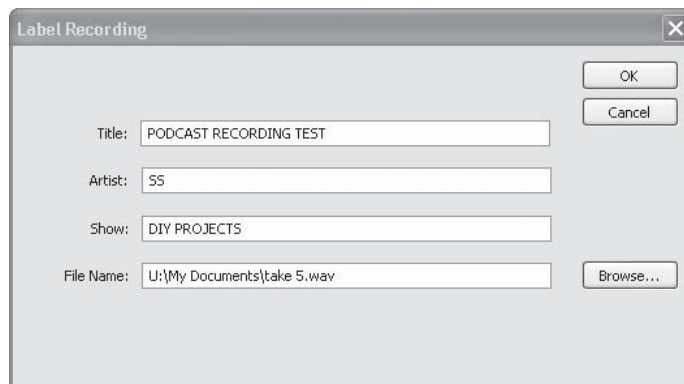 Label Recording
OK
Cancel
Title: PODCAST RECORDING TEST
Artist: SS
Show: DIY PROJECTS
File Name: U:\My Documents\take 5.wav
Browse...